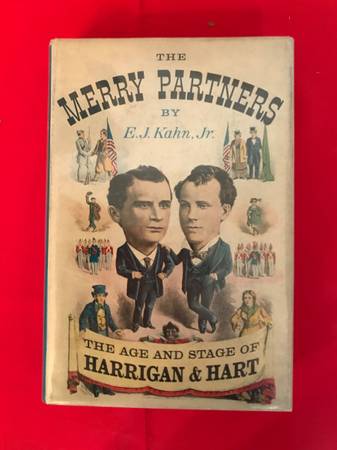 THE
MERRY PARTNERS
BY
E.J. Kahn, Jr.
THE AGE AND STAGE OF
HARRIGAN & HART